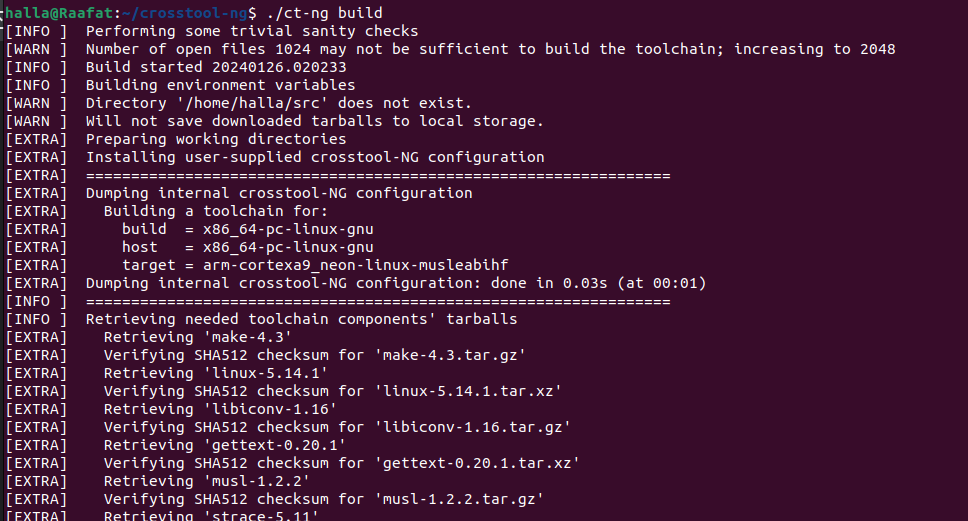 halla@Raafat:~/crosstool-ng$ ./ct-ng build
[INFO ]  Performing some trivial sanity checks
[WARN ]  Number of open files 1024 may not be sufficient to build the toolchain; increasing to 2048
[INFO ]  Build started 20240126.020233
[INFO ]  Building environment variables
[WARN ]  Directory '/home/halla/src' does not exist.
[WARN ]  Will not save downloaded tarballs to local storage.
[EXTRA]  Preparing working directories
[EXTRA]  Installing user-supplied crosstool-NG configuration
[EXTRA]  =================================================================
[EXTRA]  Dumping internal crosstool-NG configuration
[EXTRA]    Building a toolchain for:
[EXTRA]      build  = x86_64-pc-linux-gnu
[EXTRA]      host   = x86_64-pc-linux-gnu
[EXTRA]      target = arm-cortexa9_neon-linux-musleabihf
[EXTRA]  Dumping internal crosstool-NG configuration: done in 0.03s (at 00:01)
[INFO ]  =================================================================
[INFO ]  Retrieving needed toolchain components' tarballs
[EXTRA]    Retrieving 'make-4.3'
[EXTRA]    Verifying SHA512 checksum for 'make-4.3.tar.gz'
[EXTRA]    Retrieving 'linux-5.14.1'
[EXTRA]    Verifying SHA512 checksum for 'linux-5.14.1.tar.xz'
[EXTRA]    Retrieving 'libiconv-1.16'
[EXTRA]    Verifying SHA512 checksum for 'libiconv-1.16.tar.gz'
[EXTRA]    Retrieving 'gettext-0.20.1'
[EXTRA]    Verifying SHA512 checksum for 'gettext-0.20.1.tar.xz'
[EXTRA]    Retrieving 'musl-1.2.2'
[EXTRA]    Verifying SHA512 checksum for 'musl-1.2.2.tar.gz'
[EXTRA]    Retrieving 'strace-5.11'